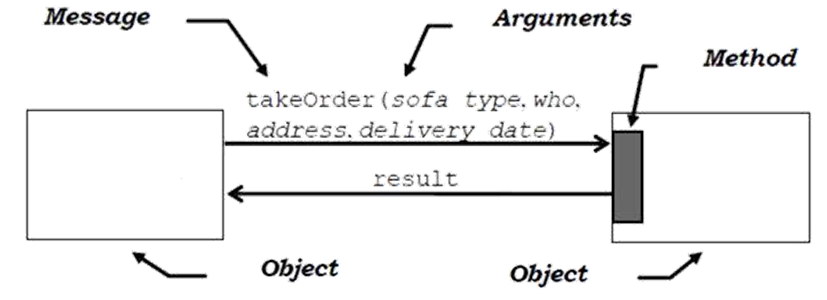 Message
Arguments
Method
takeOrder(sofa type, who,
address, delivery date)
result
Object
Object